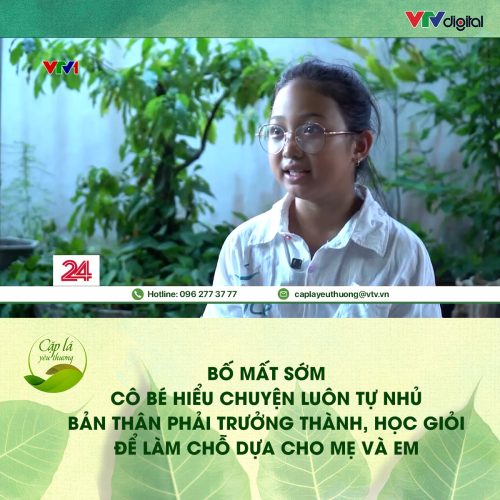 VTV digital
VTV1
24
Hotline: 096 277 37 77 caplayeuthuong@vtv.vn
Cặp lá
yêu thương
BỐ MẤT SỚM
CÔ BÉ HIỂU CHUYỆN LUÔN TỰ NHỦ
BẢN THÂN PHẢI TRƯỞNG THÀNH, HỌC GIỎI
ĐỂ LÀM CHỖ DỰA CHO MẸ VÀ EM